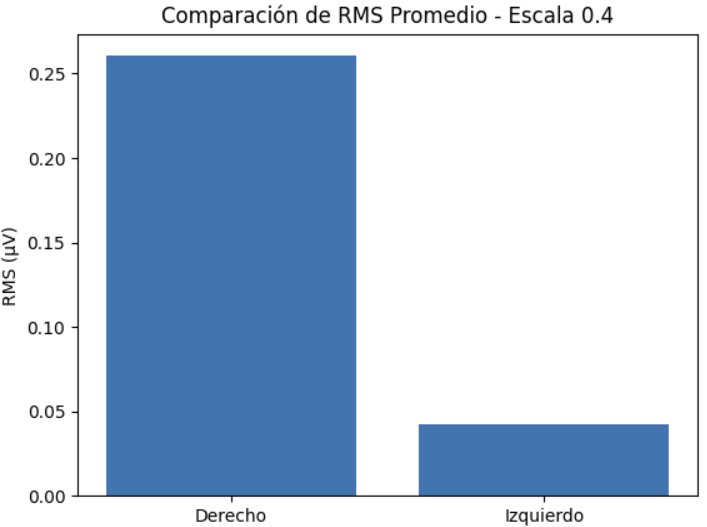 Comparación de RMS Promedio - Escala 0.4
RMS (µV)
0.25
0.20
0.15
0.10
0.05
0.00
Derecho
Izquierdo